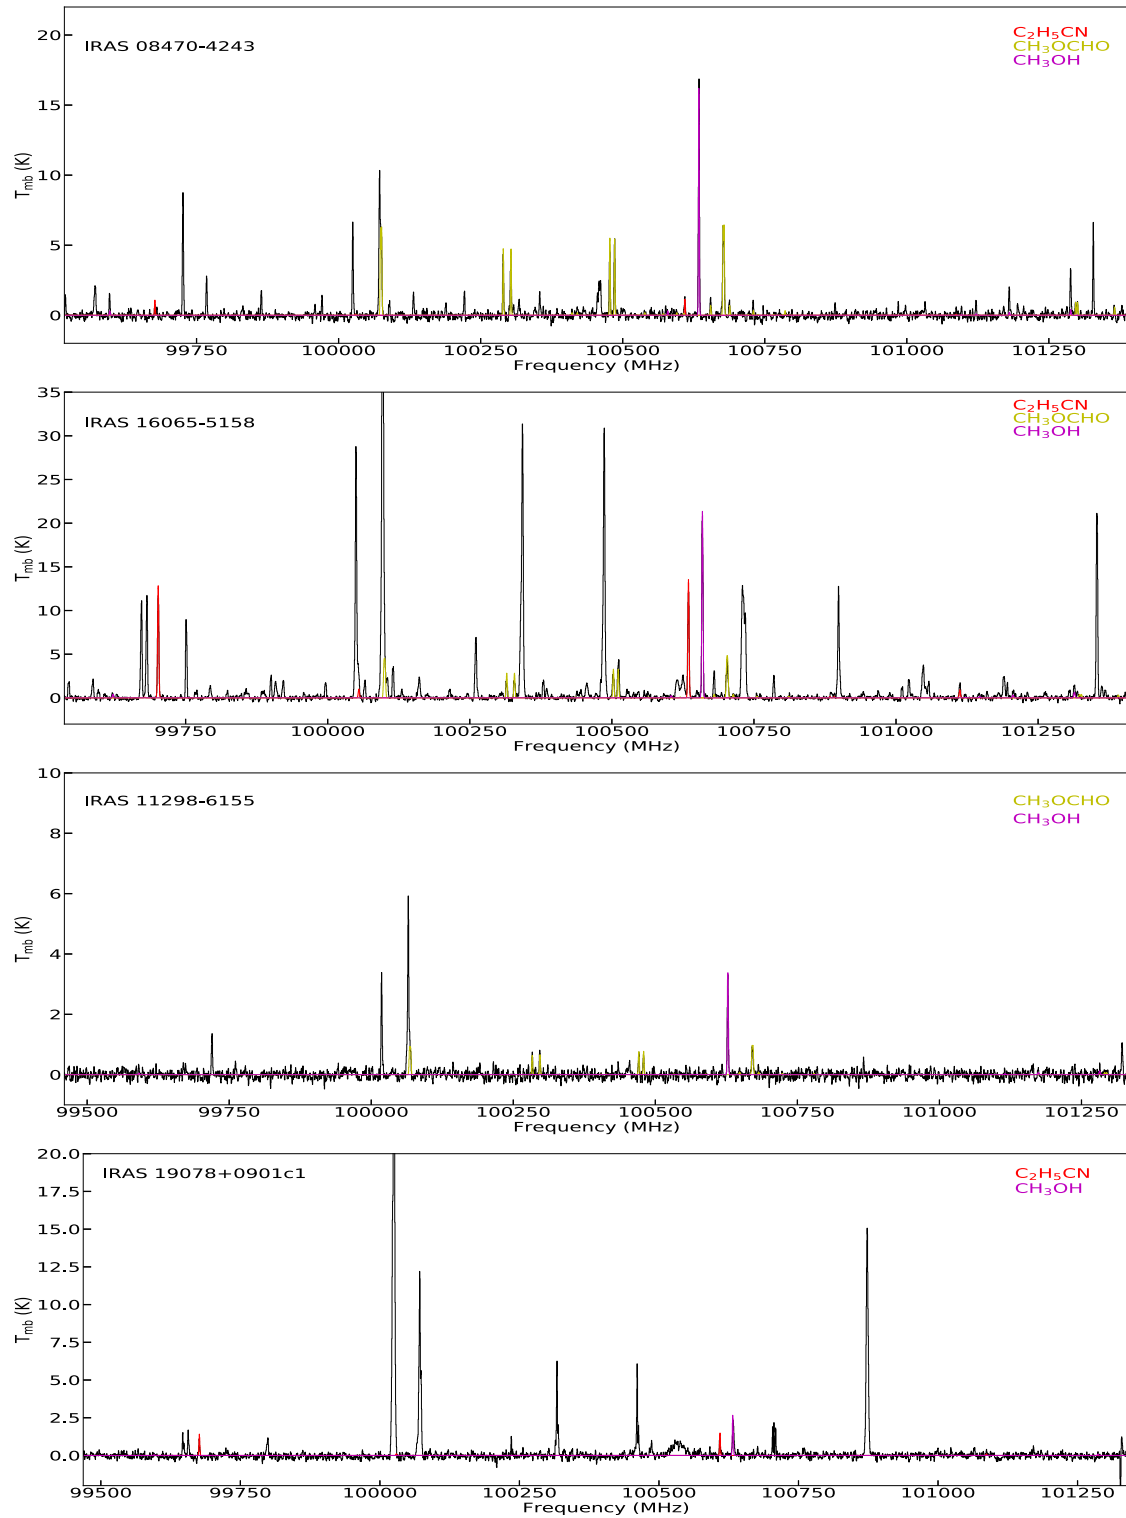 IRAS 08470-4243
C₂H₅CN
CH₃OCHO
CH₃OH
20
15
10
5
0
T_mb (K)
99750 100000 100250 100500 100750 101000 101250
Frequency (MHz)
IRAS 16065-5158
C₂H₅CN
CH₃OCHO
CH₃OH
35
30
25
20
15
10
5
0
T_mb (K)
99750 100000 100250 100500 100750 101000 101250
Frequency (MHz)
IRAS 11298-6155
CH₃OCHO
CH₃OH
10
8
6
4
2
0
T_mb (K)
99500 99750 100000 100250 100500 100750 101000 101250
Frequency (MHz)
IRAS 19078+0901c1
C₂H₅CN
CH₃OH
20.0
17.5
15.0
12.5
10.0
7.5
5.0
2.5
0.0
T_mb (K)
99500 99750 100000 100250 100500 100750 101000 101250
Frequency (MHz)